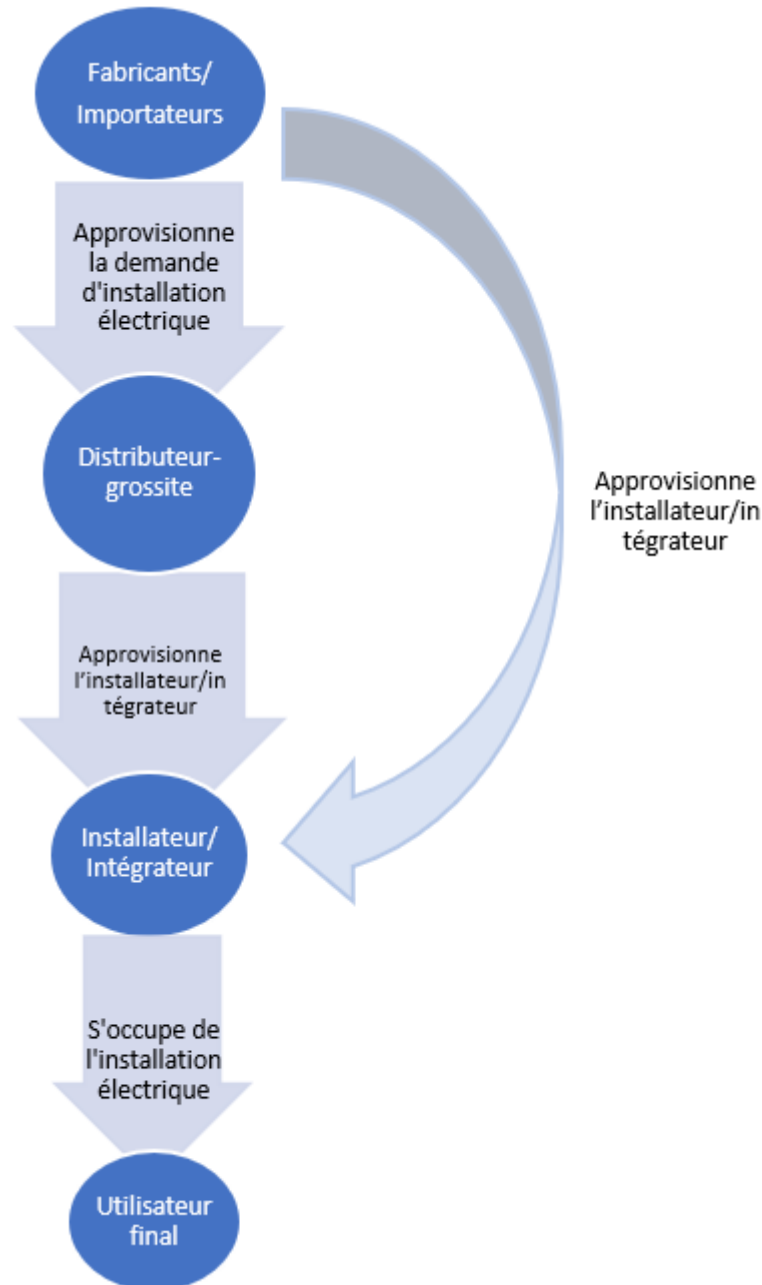 Fabricants/
Importateurs
Approvisionne
la demande
d'installation
électrique
Distributeur-
grossite
Approvisionne
l’installateur/in
tégrateur
Approvisionne
l’installateur/in
tégrateur
Installateur/
Intégrateur
S'occupe de
l'installation
électrique
Utilisateur
final